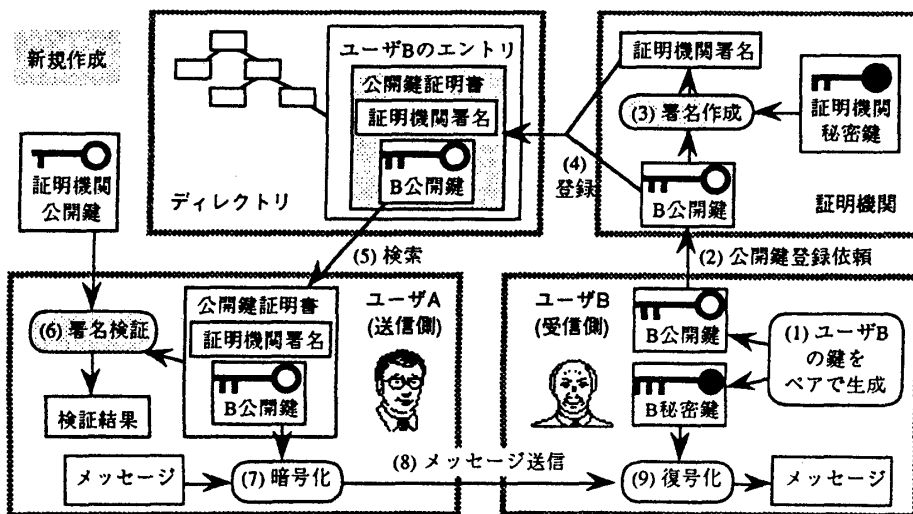 新規作成
証明機関
公開鍵
ユーザBのエントリ
公開鍵証明書
証明機関署名
B公開鍵
ディレクトリ
(4)
登録
証明機関署名
(3) 署名作成
証明機関
秘密鍵
B公開鍵
証明機関
(5) 検索
(2) 公開鍵登録依頼
公開鍵証明書
証明機関署名
B公開鍵
ユーザA
(送信側)
(6) 署名検証
検証結果
メッセージ
(7) 暗号化
(8) メッセージ送信
ユーザB
(受信側)
B公開鍵
B秘密鍵
(1) ユーザB
の鍵を
ペアで生成
(9) 復号化
メッセージ